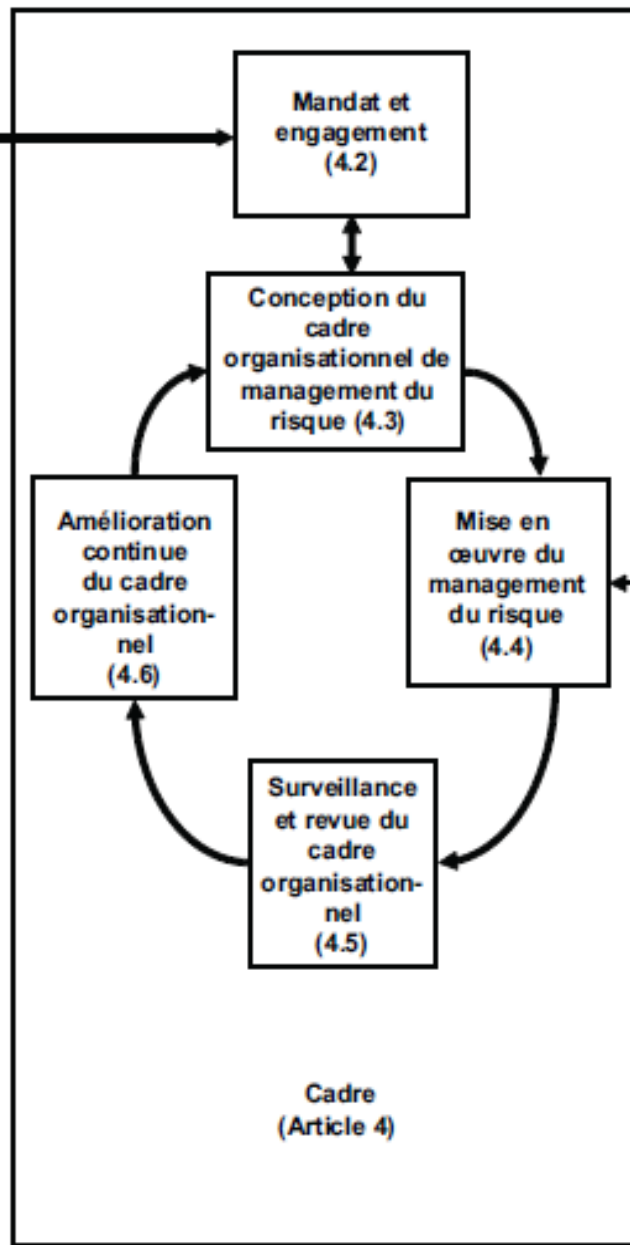 Mandat et
engagement
(4.2)
Conception du
cadre
organisationnel de
management du
risque (4.3)
Amélioration
continue
du cadre
organisation-
nel
(4.6)
Mise en
œuvre du
management
du risque
(4.4)
Surveillance
et revue du
cadre
organisation-
nel
(4.5)
Cadre
(Article 4)